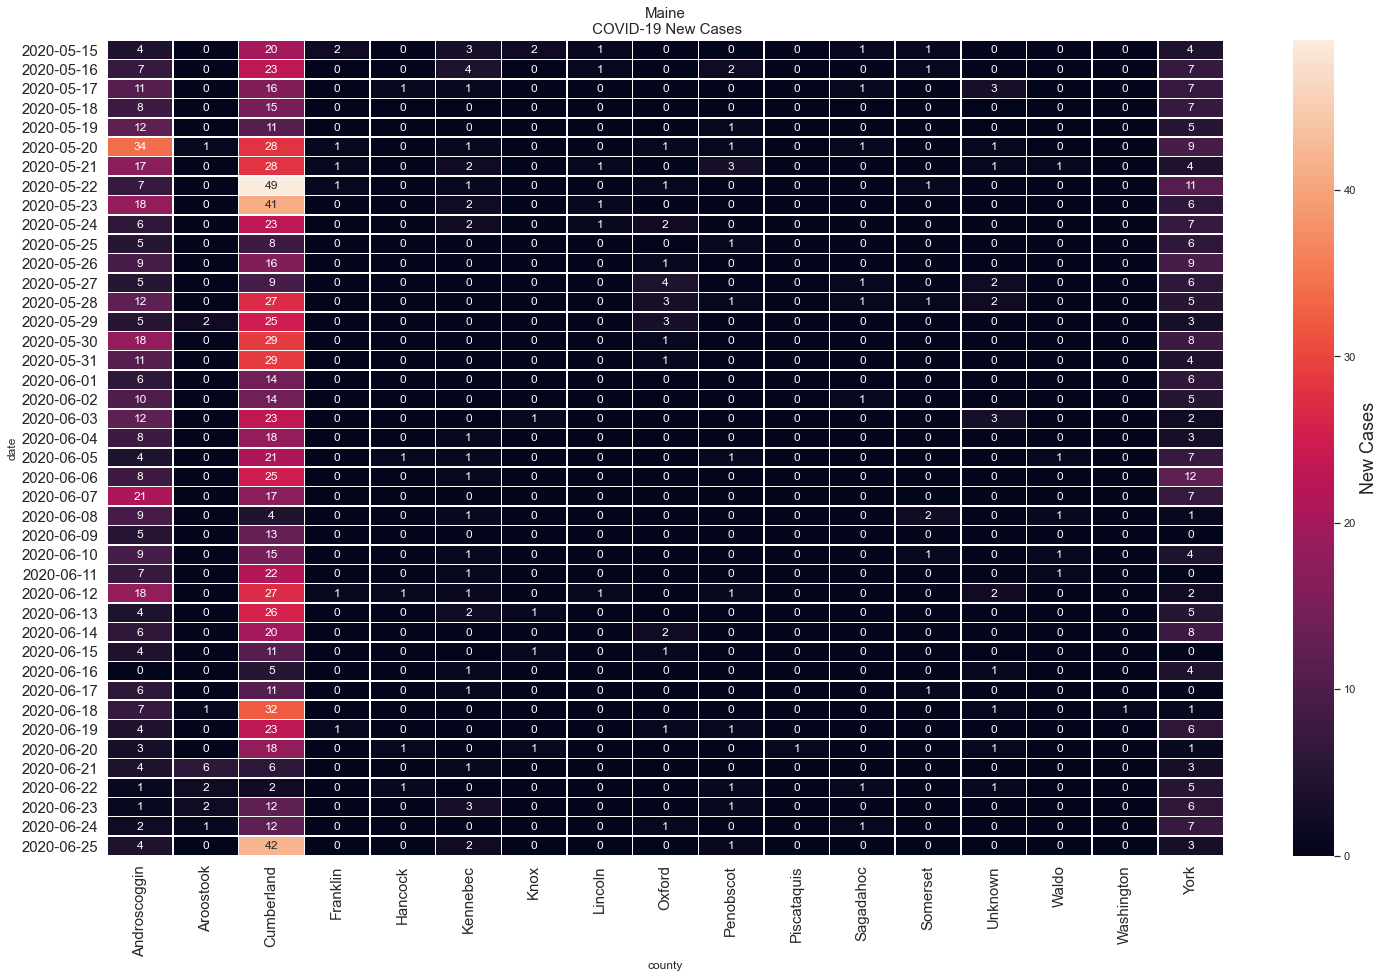 Maine
COVID-19 New Cases
2020-05-15 4 0 20 2 0 3 2 1 0 0 0 1 1 0 0 0 4
2020-05-16 7 0 23 0 0 4 0 1 0 2 0 0 1 0 0 0 7
2020-05-17 11 0 16 0 1 1 0 0 0 0 0 1 0 3 0 0 7
2020-05-18 8 0 15 0 0 0 0 0 0 0 0 0 0 0 0 0 7
2020-05-19 12 0 11 0 0 0 0 0 0 1 0 0 0 0 0 0 5
2020-05-20 34 1 28 1 0 1 0 0 1 1 0 1 0 1 0 0 9
2020-05-21 17 0 28 1 0 2 0 1 0 3 0 0 0 1 1 0 4
2020-05-22 7 0 49 1 0 1 0 0 1 0 0 0 1 0 0 0 11
2020-05-23 18 0 41 0 0 2 0 1 0 0 0 0 0 0 0 0 6
2020-05-24 6 0 23 0 0 2 0 1 2 0 0 0 0 0 0 0 7
2020-05-25 5 0 8 0 0 0 0 0 0 1 0 0 0 0 0 0 6
2020-05-26 9 0 16 0 0 0 0 0 1 0 0 0 0 0 0 0 9
2020-05-27 5 0 9 0 0 0 0 0 4 0 0 1 0 2 0 0 6
2020-05-28 12 0 27 0 0 0 0 0 3 1 0 1 1 2 0 0 5
2020-05-29 5 2 25 0 0 0 0 0 3 0 0 0 0 0 0 0 3
2020-05-30 18 0 29 0 0 0 0 0 1 0 0 0 0 0 0 0 8
2020-05-31 11 0 29 0 0 0 0 0 1 0 0 0 0 0 0 0 4
2020-06-01 6 0 14 0 0 0 0 0 0 0 0 0 0 0 0 0 6
2020-06-02 10 0 14 0 0 0 0 0 0 0 0 1 0 0 0 0 5
2020-06-03 12 0 23 0 0 0 1 0 0 0 0 0 0 3 0 0 2
2020-06-04 8 0 18 0 0 1 0 0 0 0 0 0 0 0 0 0 3
2020-06-05 4 0 21 0 1 1 0 0 0 1 0 0 0 0 1 0 7
2020-06-06 8 0 25 0 0 1 0 0 0 0 0 0 0 0 0 0 12
2020-06-07 21 0 17 0 0 0 0 0 0 0 0 0 0 0 0 0 7
2020-06-08 9 0 4 0 0 1 0 0 0 0 0 0 2 0 1 0 1
2020-06-09 5 0 13 0 0 0 0 0 0 0 0 0 0 0 0 0 0
2020-06-10 9 0 15 0 0 1 0 0 0 0 0 0 1 0 1 0 4
2020-06-11 7 0 22 0 0 1 0 0 0 0 0 0 0 0 1 0 0
2020-06-12 18 0 27 1 1 1 0 1 0 1 0 0 0 2 0 0 2
2020-06-13 4 0 26 0 0 2 1 0 0 0 0 0 0 0 0 0 5
2020-06-14 6 0 20 0 0 0 0 0 2 0 0 0 0 0 0 0 8
2020-06-15 4 0 11 0 0 0 1 0 1 0 0 0 0 0 0 0 0
2020-06-16 0 0 5 0 0 1 0 0 0 0 0 0 0 1 0 0 4
2020-06-17 6 0 11 0 0 1 0 0 0 0 0 0 1 0 0 0 0
2020-06-18 7 1 32 0 0 0 0 0 0 0 0 0 0 1 0 1 1
2020-06-19 4 0 23 1 0 0 0 0 1 1 0 0 0 0 0 0 6
2020-06-20 3 0 18 0 1 0 1 0 0 0 1 0 0 1 0 0 1
2020-06-21 4 6 6 0 0 1 0 0 0 0 0 0 0 0 0 0 3
2020-06-22 1 2 2 0 1 0 0 0 0 1 0 1 0 1 0 0 5
2020-06-23 1 2 12 0 0 3 0 0 0 1 0 0 0 0 0 0 6
2020-06-24 2 1 12 0 0 0 0 0 1 0 0 1 0 0 0 0 7
2020-06-25 4 0 42 0 0 2 0 0 0 1 0 0 0 0 0 0 3
date
Androscoggin Aroostook Cumberland Franklin Hancock Kennebec Knox Lincoln Oxford Penobscot Piscataquis Sagadahoc Somerset Unknown Waldo Washington York
county
40
30
20
10
0
New Cases